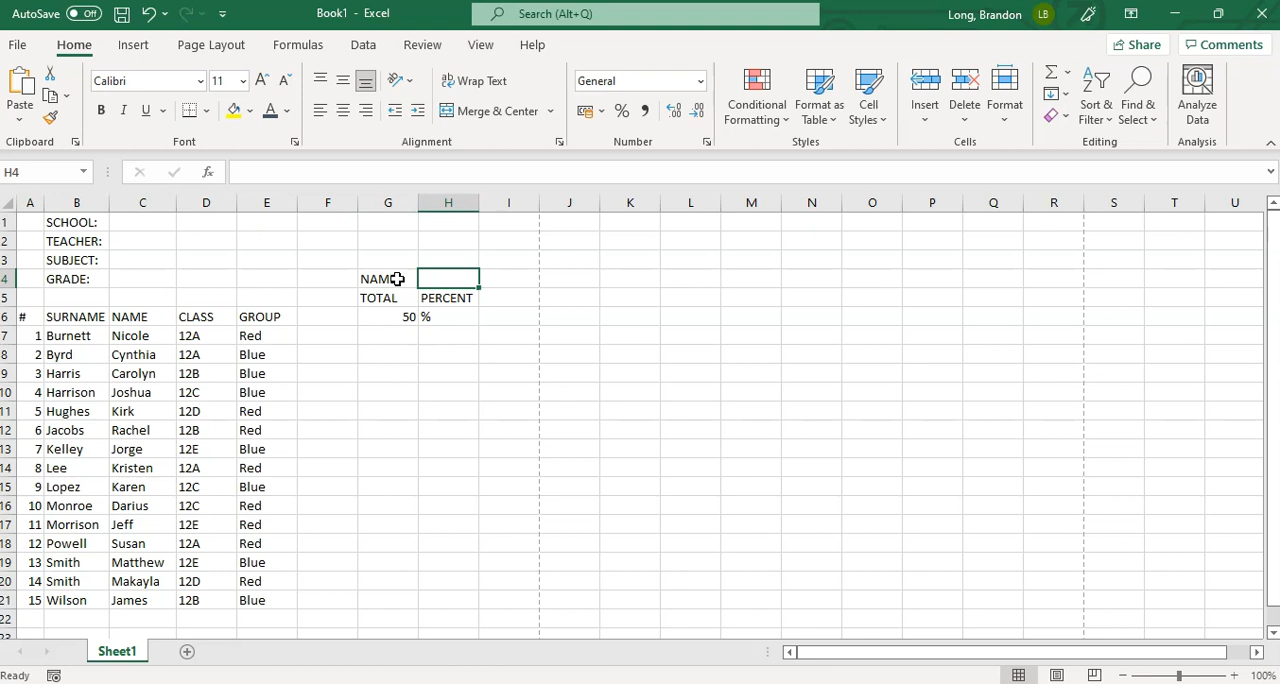 AutoSave Off Book1 - Excel Search (Alt+Q) Long, Brandon LB
File Home Insert Page Layout Formulas Data Review View Help Share Comments
Paste Calibri 11 A A Wrap Text General Conditional Formatting Format as Table Cell Styles Insert Delete Format Sort & Filter Find & Select Analyze Data
B I U A Merge & Center % 
Clipboard Font Alignment Number Styles Cells Editing Analysis
H4 fx
A B C D E F G H I J K L M N O P Q R S T U
1 SCHOOL:
2 TEACHER:
3 SUBJECT:
4 GRADE: NAME
5 TOTAL PERCENT
6 # SURNAME NAME CLASS GROUP 50 %
7 1 Burnett Nicole 12A Red
8 2 Byrd Cynthia 12A Blue
9 3 Harris Carolyn 12B Blue
10 4 Harrison Joshua 12C Blue
11 5 Hughes Kirk 12D Red
12 6 Jacobs Rachel 12B Red
13 7 Kelley Jorge 12E Blue
14 8 Lee Kristen 12A Red
15 9 Lopez Karen 12C Blue
16 10 Monroe Darius 12C Red
17 11 Morrison Jeff 12E Red
18 12 Powell Susan 12A Red
19 13 Smith Matthew 12E Blue
20 14 Smith Makayla 12D Red
21 15 Wilson James 12B Blue
22
23
Sheet1
Ready 100%